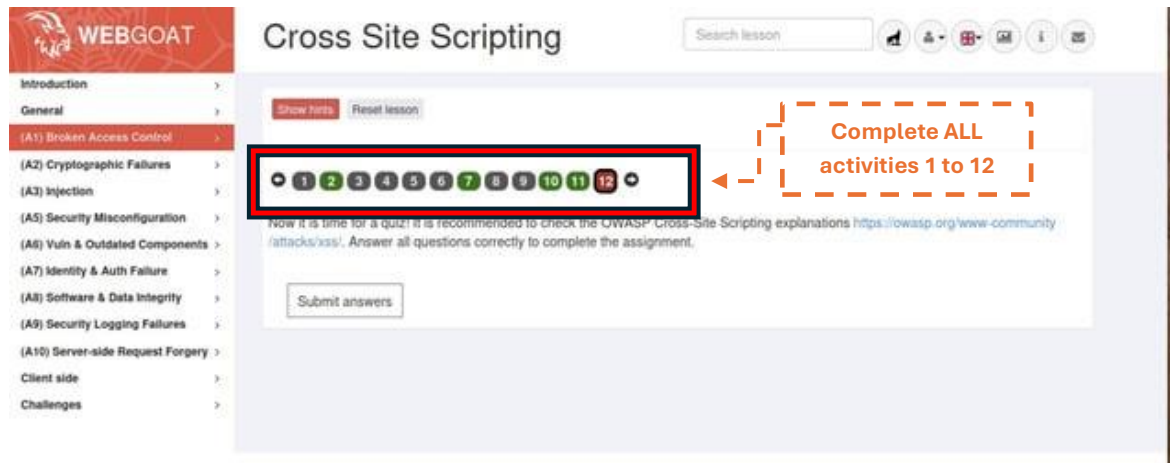 WEBGOAT
Cross Site Scripting
Search lesson
Introduction
General
(A1) Broken Access Control
(A2) Cryptographic Failures
(A3) Injection
(A5) Security Misconfiguration
(A6) Vuln & Outdated Components
(A7) Identity & Auth Failure
(A8) Software & Data Integrity
(A9) Security Logging Failures
(A10) Server-side Request Forgery
Client side
Challenges
Show hints Reset lesson
Complete ALL
activities 1 to 12
1 2 3 4 5 6 7 8 9 10 11 12
Now it is time for a quiz! It is recommended to check the OWASP Cross-Site Scripting explanations https://owasp.org/www-community
/attacks/xss/. Answer all questions correctly to complete the assignment.
Submit answers